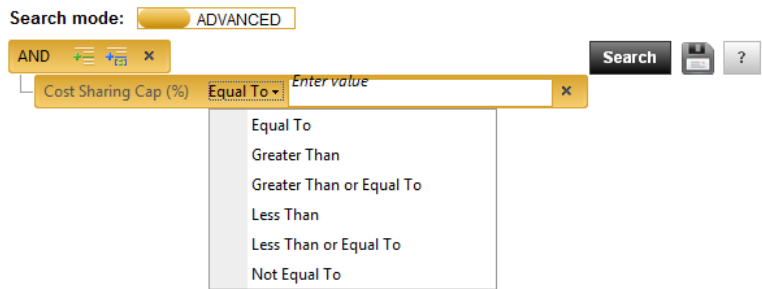 Search mode: ADVANCED
AND Search ?
Cost Sharing Cap (%) Equal To Enter value
Equal To
Greater Than
Greater Than or Equal To
Less Than
Less Than or Equal To
Not Equal To